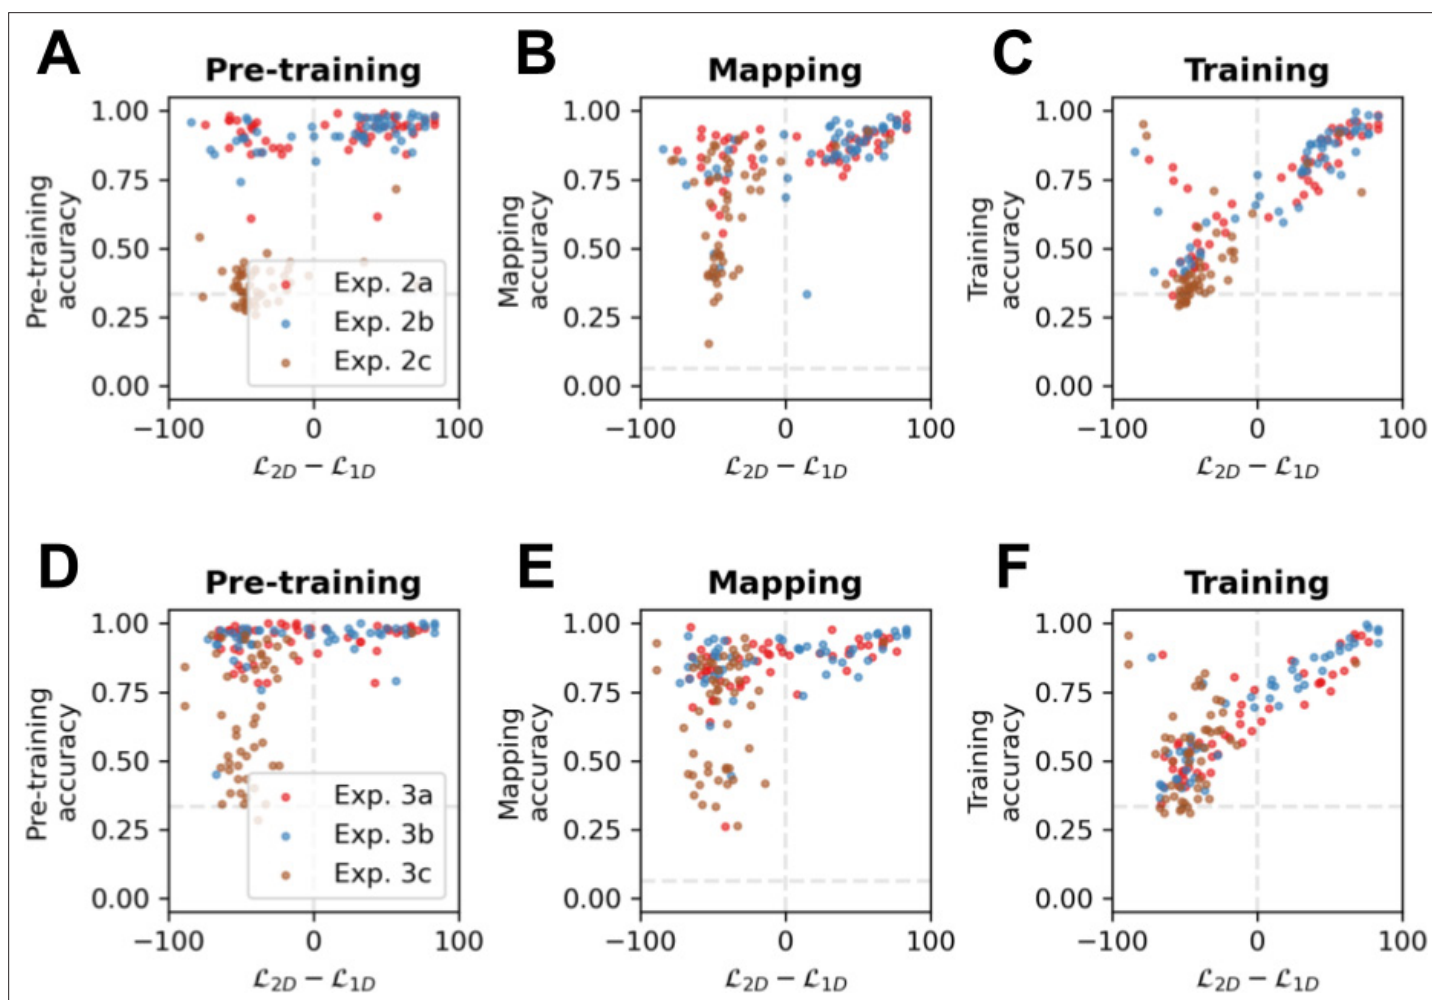 A
Pre-training
Pre-training
accuracy
1.00
0.75
0.50
0.25
0.00
Exp. 2a
Exp. 2b
Exp. 2c
−100
0
100
ℒ2D − ℒ1D
B
Mapping
Mapping
accuracy
1.00
0.75
0.50
0.25
0.00
−100
0
100
ℒ2D − ℒ1D
C
Training
Training
accuracy
1.00
0.75
0.50
0.25
0.00
−100
0
100
ℒ2D − ℒ1D
D
Pre-training
Pre-training
accuracy
1.00
0.75
0.50
0.25
0.00
Exp. 3a
Exp. 3b
Exp. 3c
−100
0
100
ℒ2D − ℒ1D
E
Mapping
Mapping
accuracy
1.00
0.75
0.50
0.25
0.00
−100
0
100
ℒ2D − ℒ1D
F
Training
Training
accuracy
1.00
0.75
0.50
0.25
0.00
−100
0
100
ℒ2D − ℒ1D